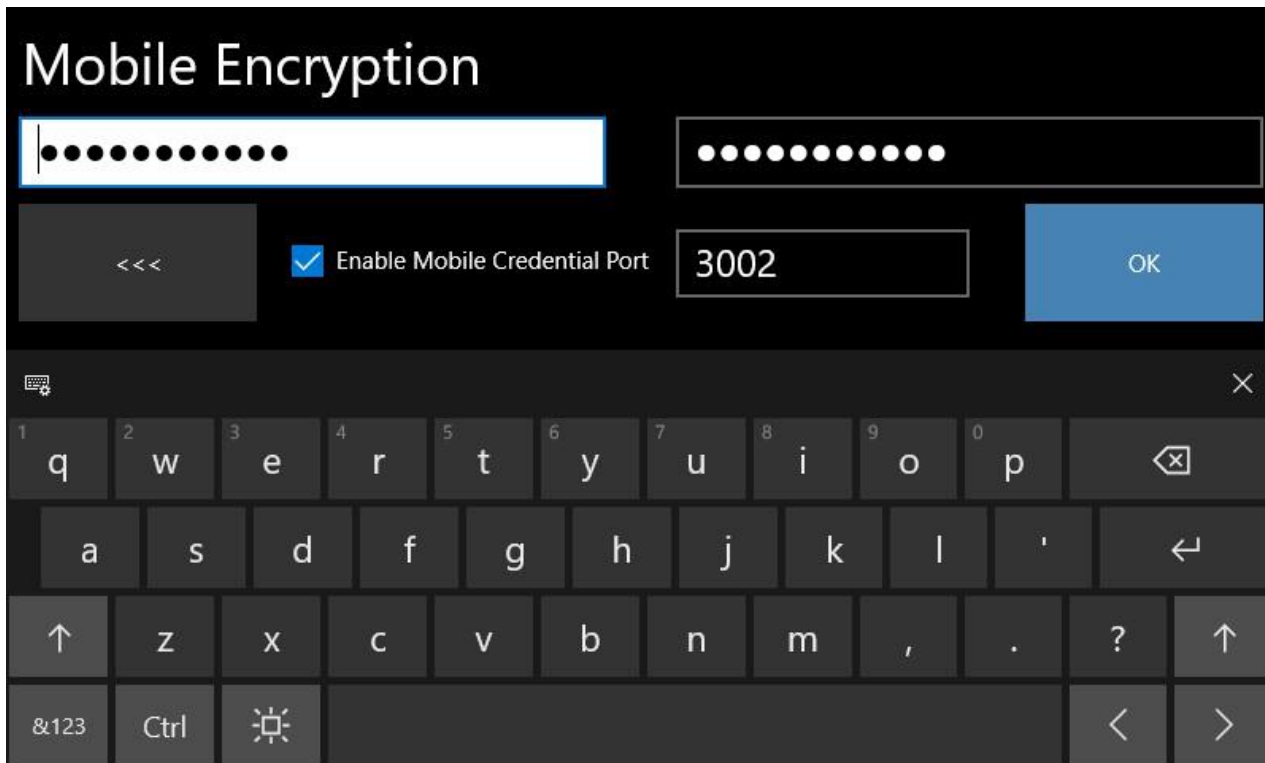 Mobile Encryption
●●●●●●●●●●● ●●●●●●●●●●●
<<< Enable Mobile Credential Port 3002 OK
1 2 3 4 5 6 7 8 9 0
q w e r t y u i o p
a s d f g h j k l '
z x c v b n m , . ?
&123 Ctrl < >